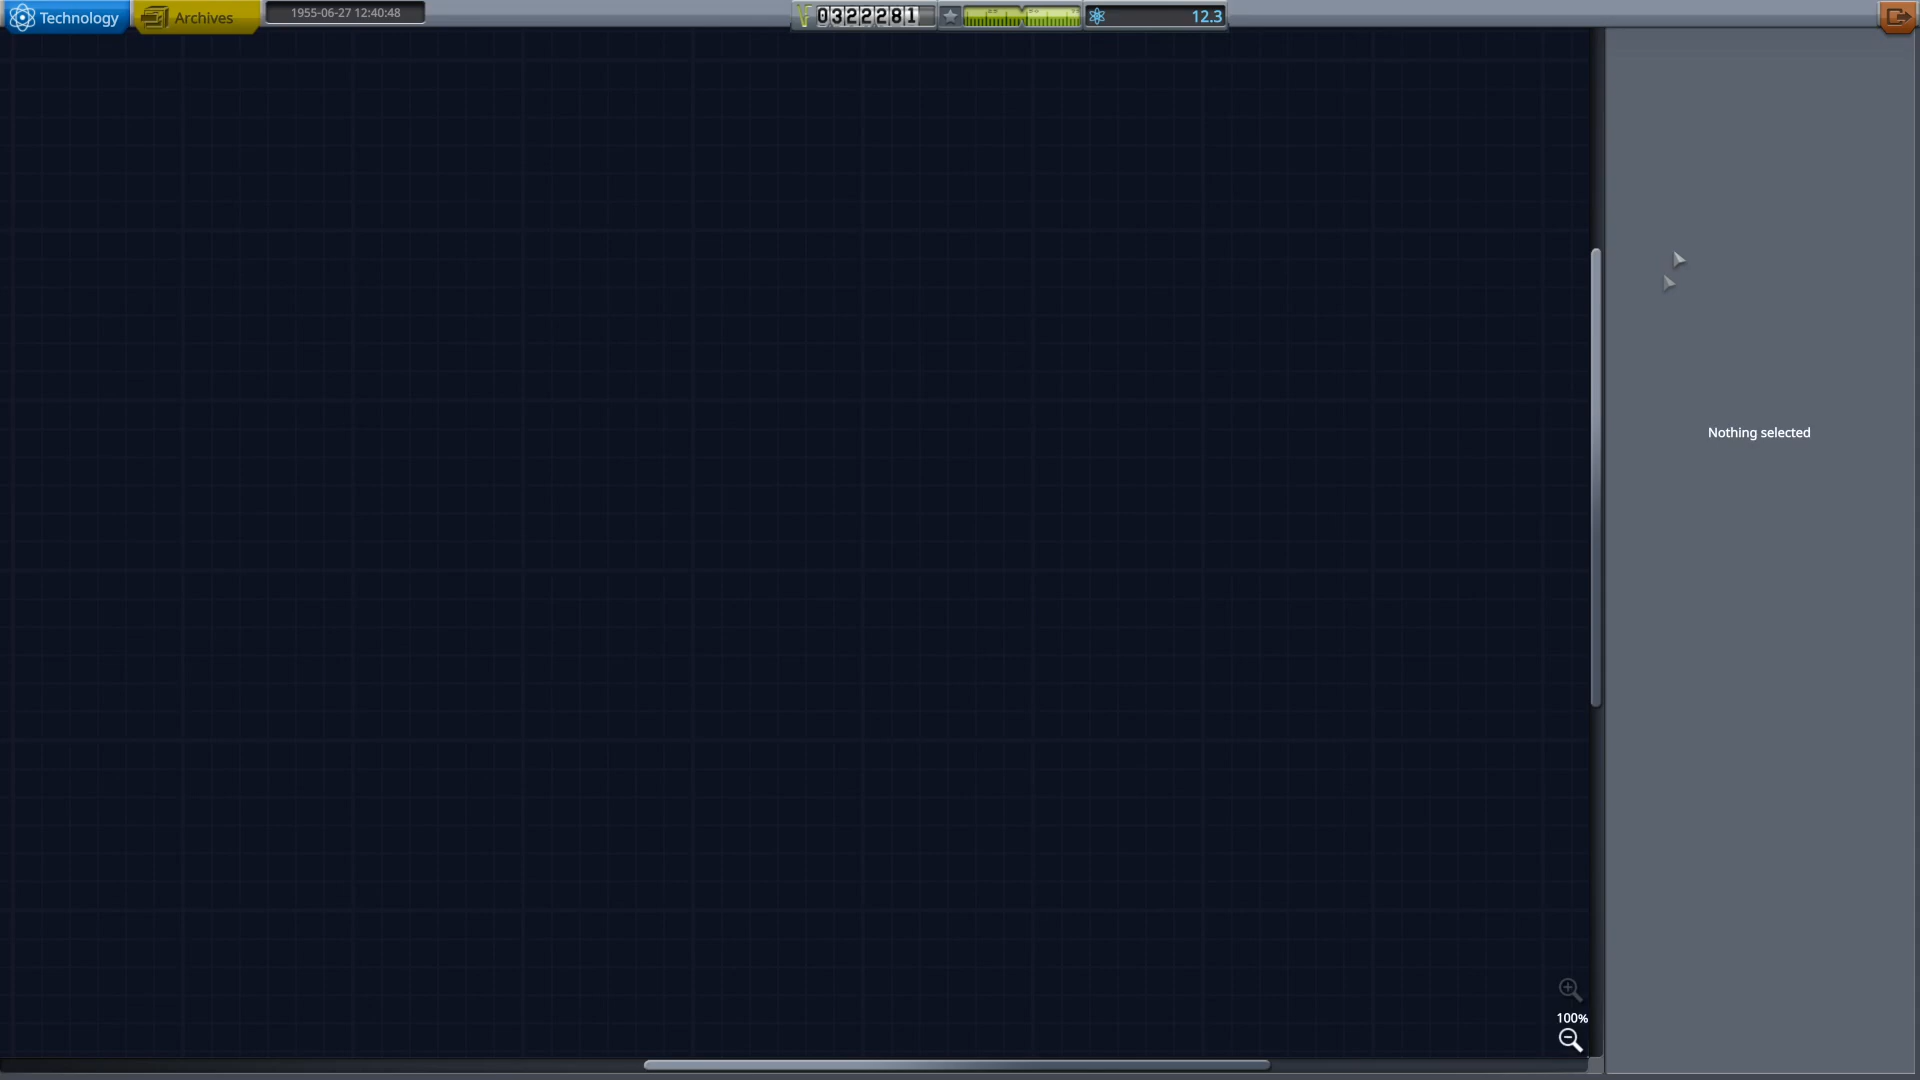 Technology
Archives
1955-06-27 12:40:48
0322281
12.3
Nothing selected
100%